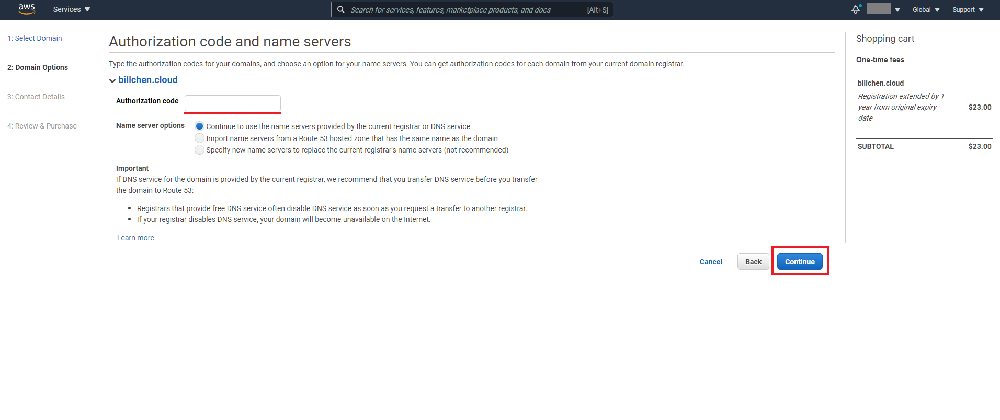 aws
Services
Search for services, features, marketplace products, and docs
[Alt+S]
Global
Support
1: Select Domain
2: Domain Options
3: Contact Details
4: Review & Purchase
Authorization code and name servers
Type the authorization codes for your domains, and choose an option for your name servers. You can get authorization codes for each domain from your current domain registrar.
billchen.cloud
Authorization code
Name server options
Continue to use the name servers provided by the current registrar or DNS service
Import name servers from a Route 53 hosted zone that has the same name as the domain
Specify new name servers to replace the current registrar's name servers (not recommended)
Important
If DNS service for the domain is provided by the current registrar, we recommend that you transfer DNS service before you transfer
the domain to Route 53:
Registrars that provide free DNS service often disable DNS service as soon as you request a transfer to another registrar.
If your registrar disables DNS service, your domain will become unavailable on the Internet.
Learn more
Cancel
Back
Continue
Shopping cart
One-time fees
billchen.cloud
Registration extended by 1
year from original expiry
date
$23.00
SUBTOTAL
$23.00